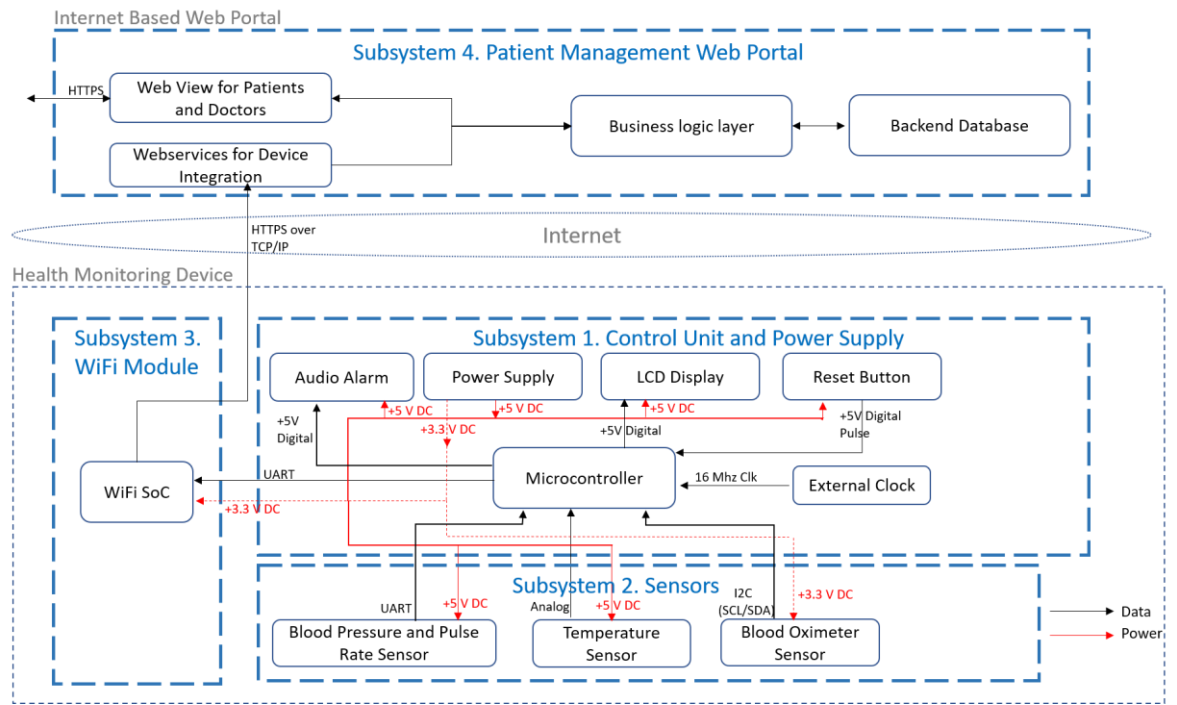 Internet Based Web Portal
Subsystem 4. Patient Management Web Portal
HTTPS
Web View for Patients
and Doctors
Business logic layer
Backend Database
Webservices for Device
Integration
HTTPS over
TCP/IP
Internet
Health Monitoring Device
Subsystem 3.
WiFi Module
Subsystem 1. Control Unit and Power Supply
Audio Alarm
Power Supply
LCD Display
Reset Button
+5 V DC
+5 V DC
+5 V DC
+5V
Digital
+3.3 V DC
+5V Digital
+5V Digital
Pulse
UART
Microcontroller
16 Mhz Clk
External Clock
WiFi SoC
+3.3 V DC
Subsystem 2. Sensors
UART
+5 V DC
Analog
+5 V DC
I2C
(SCL/SDA)
+3.3 V DC
Blood Pressure and Pulse
Rate Sensor
Temperature
Sensor
Blood Oximeter
Sensor
Data
Power